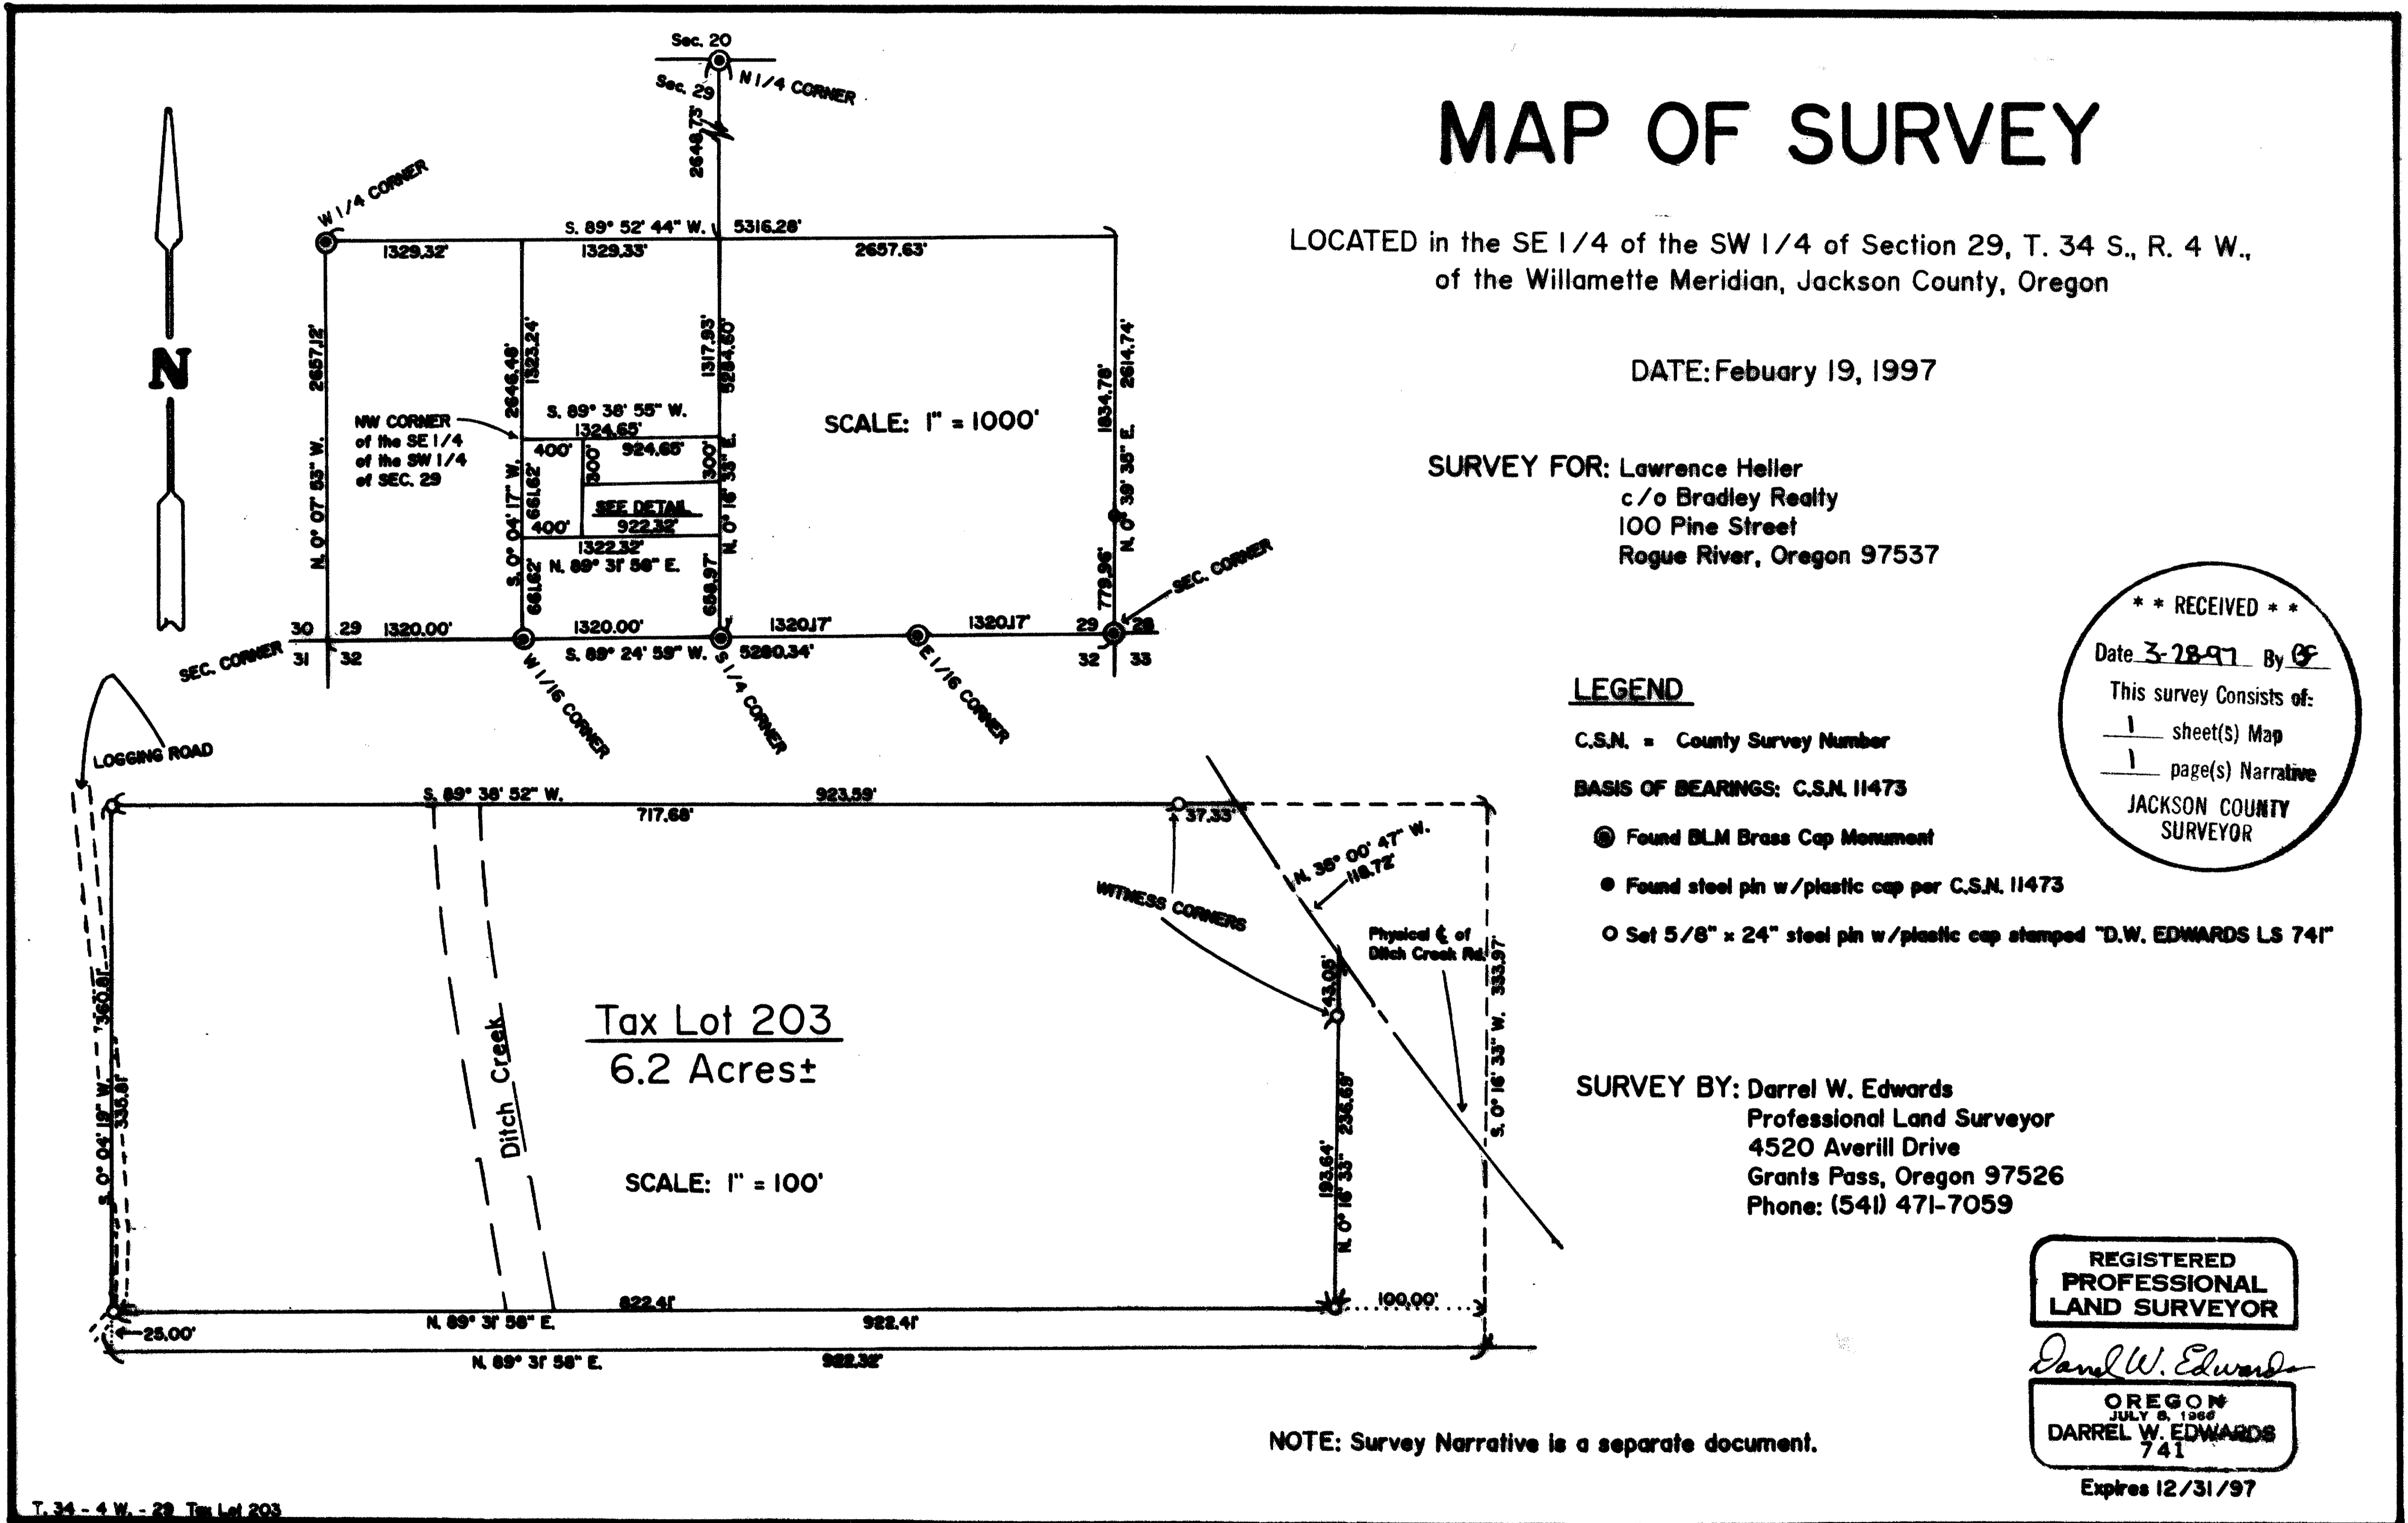 Sec. 20
Sec. 29
N 1/4 CORNER
2648.73'
W 1/4 CORNER
S. 89° 52' 44" W. 5316.28'
1329.32' 1329.33' 2657.63'
N. 0° 07' 53" W. 2657.12'
S. 0° 04' 17" W. 2646.48'
1323.24'
1317.93'
N. 0° 16' 33" E. 5284.60'
1834.78'
N. 0° 39' 35" E. 2614.74'
N
NW CORNER
of the SE 1/4
of the SW 1/4
of SEC. 29
S. 89° 38' 55" W.
1324.65'
400' 924.65'
300' 300'
661.62'
SEE DETAIL
400' 922.32'
1322.32'
N. 89° 31' 58" E.
661.62' 658.97'
779.96'
SCALE: 1" = 1000'
SEC. CORNER
30 29 1320.00' 1320.00' 1320.17' 1320.17' 29 28
SEC. CORNER 31 32 S. 89° 24' 59" W. 5280.34' 32 33
W 1/16 CORNER
S 1/4 CORNER
E 1/16 CORNER
MAP OF SURVEY
LOCATED in the SE 1/4 of the SW 1/4 of Section 29, T. 34 S., R. 4 W.,
of the Willamette Meridian, Jackson County, Oregon
DATE: Febuary 19, 1997
SURVEY FOR: Lawrence Heller
c/o Bradley Realty
100 Pine Street
Rogue River, Oregon 97537
* * RECEIVED * *
Date 3-28-97 By
This survey Consists of:
1 sheet(s) Map
1 page(s) Narrative
JACKSON COUNTY
SURVEYOR
LEGEND
C.S.N. = County Survey Number
BASIS OF BEARINGS: C.S.N. 11473
Found BLM Brass Cap Monument
Found steel pin w/plastic cap per C.S.N. 11473
Set 5/8" x 24" steel pin w/plastic cap stamped "D.W. EDWARDS LS 741"
LOGGING ROAD
S. 89° 38' 52" W. 923.59'
717.68' 37.33'
N. 35° 00' 47" W.
118.72'
WITNESS CORNERS
Physical ℄ of
Ditch Creek Rd.
S. 0° 04' 19" W. 360.81'
335.81'
Ditch Creek
Tax Lot 203
6.2 Acres±
SCALE: 1" = 100'
43.05'
193.64'
N. 0° 16' 33" 236.69'
S. 0° 16' 33" W. 333.97'
822.41' 100.00'
25.00' N. 89° 31' 58" E. 922.41'
N. 89° 31' 58" E. 922.32'
SURVEY BY: Darrel W. Edwards
Professional Land Surveyor
4520 Averill Drive
Grants Pass, Oregon 97526
Phone: (541) 471-7059
REGISTERED
PROFESSIONAL
LAND SURVEYOR
Darrel W. Edwards
OREGON
JULY 8, 1966
DARREL W. EDWARDS
741
Expires 12/31/97
NOTE: Survey Narrative is a separate document.
T. 34 - 4 W. - 29 Tax Lot 203